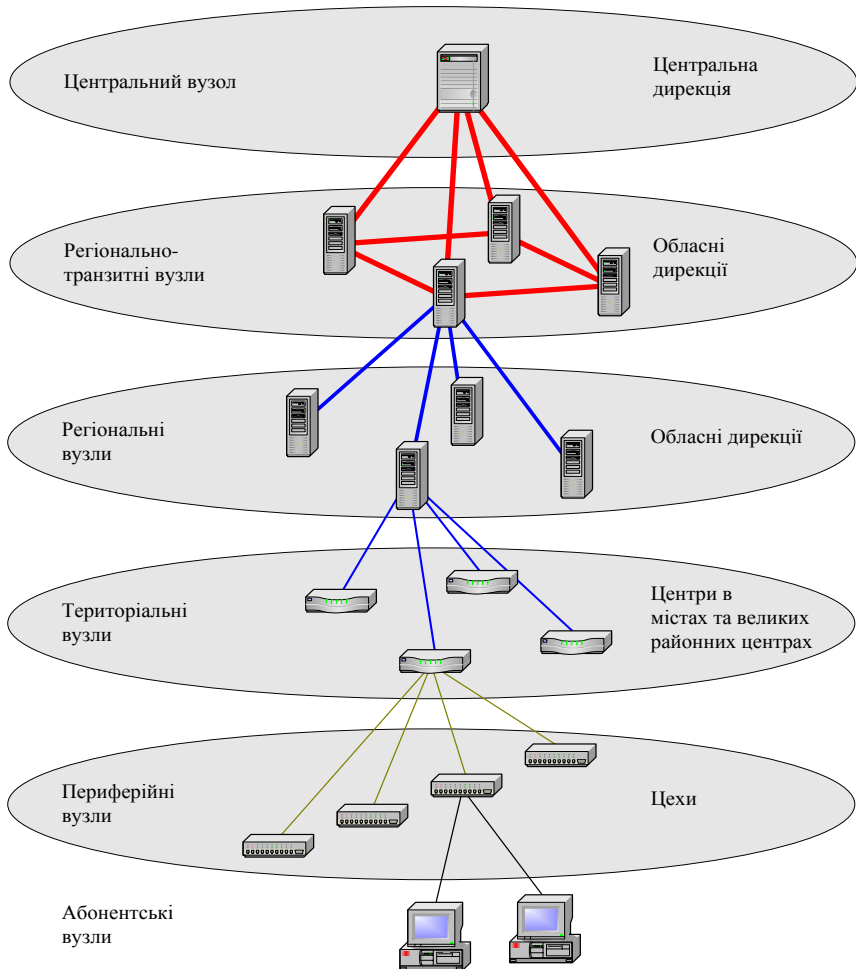 Центральний вузол
Центральна
дирекція
Регіонально-
транзитні вузли
Обласні
дирекції
Регіональні
вузли
Обласні дирекції
Територіальні
вузли
Центри в
містах та великих
районних центрах
Периферійні
вузли
Цехи
Абонентські
вузли